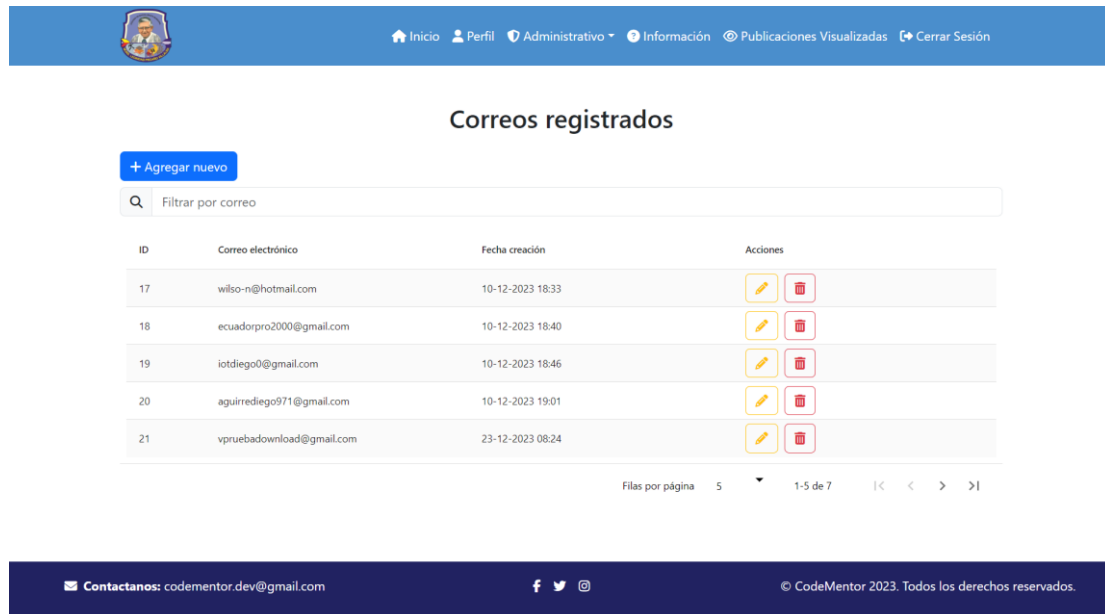 Inicio Perfil Administrativo Información Publicaciones Visualizadas Cerrar Sesión
Correos registrados
+ Agregar nuevo
Filtrar por correo
ID Correo electrónico Fecha creación Acciones
17 wilso-n@hotmail.com 10-12-2023 18:33
18 ecuadorpro2000@gmail.com 10-12-2023 18:40
19 iotdiego0@gmail.com 10-12-2023 18:46
20 aguirrediego971@gmail.com 10-12-2023 19:01
21 vpruebadownload@gmail.com 23-12-2023 08:24
Filas por página 5 1-5 de 7
Contactanos: codementor.dev@gmail.com © CodeMentor 2023. Todos los derechos reservados.